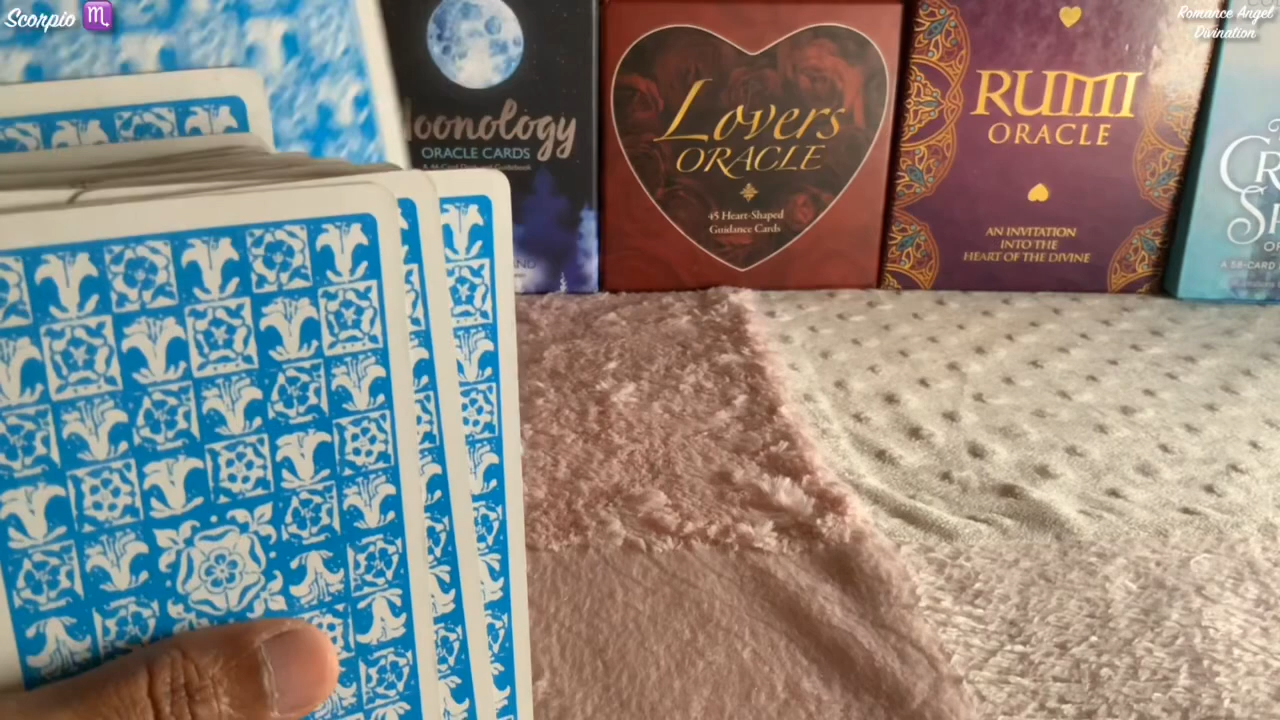 Scorpio ♏
Romance Angel
Divination
oonology
ORACLE CARDS
Lovers
ORACLE
45 Heart-Shaped
Guidance Cards
RUMI
ORACLE
AN INVITATION
INTO THE
HEART OF THE DIVINE